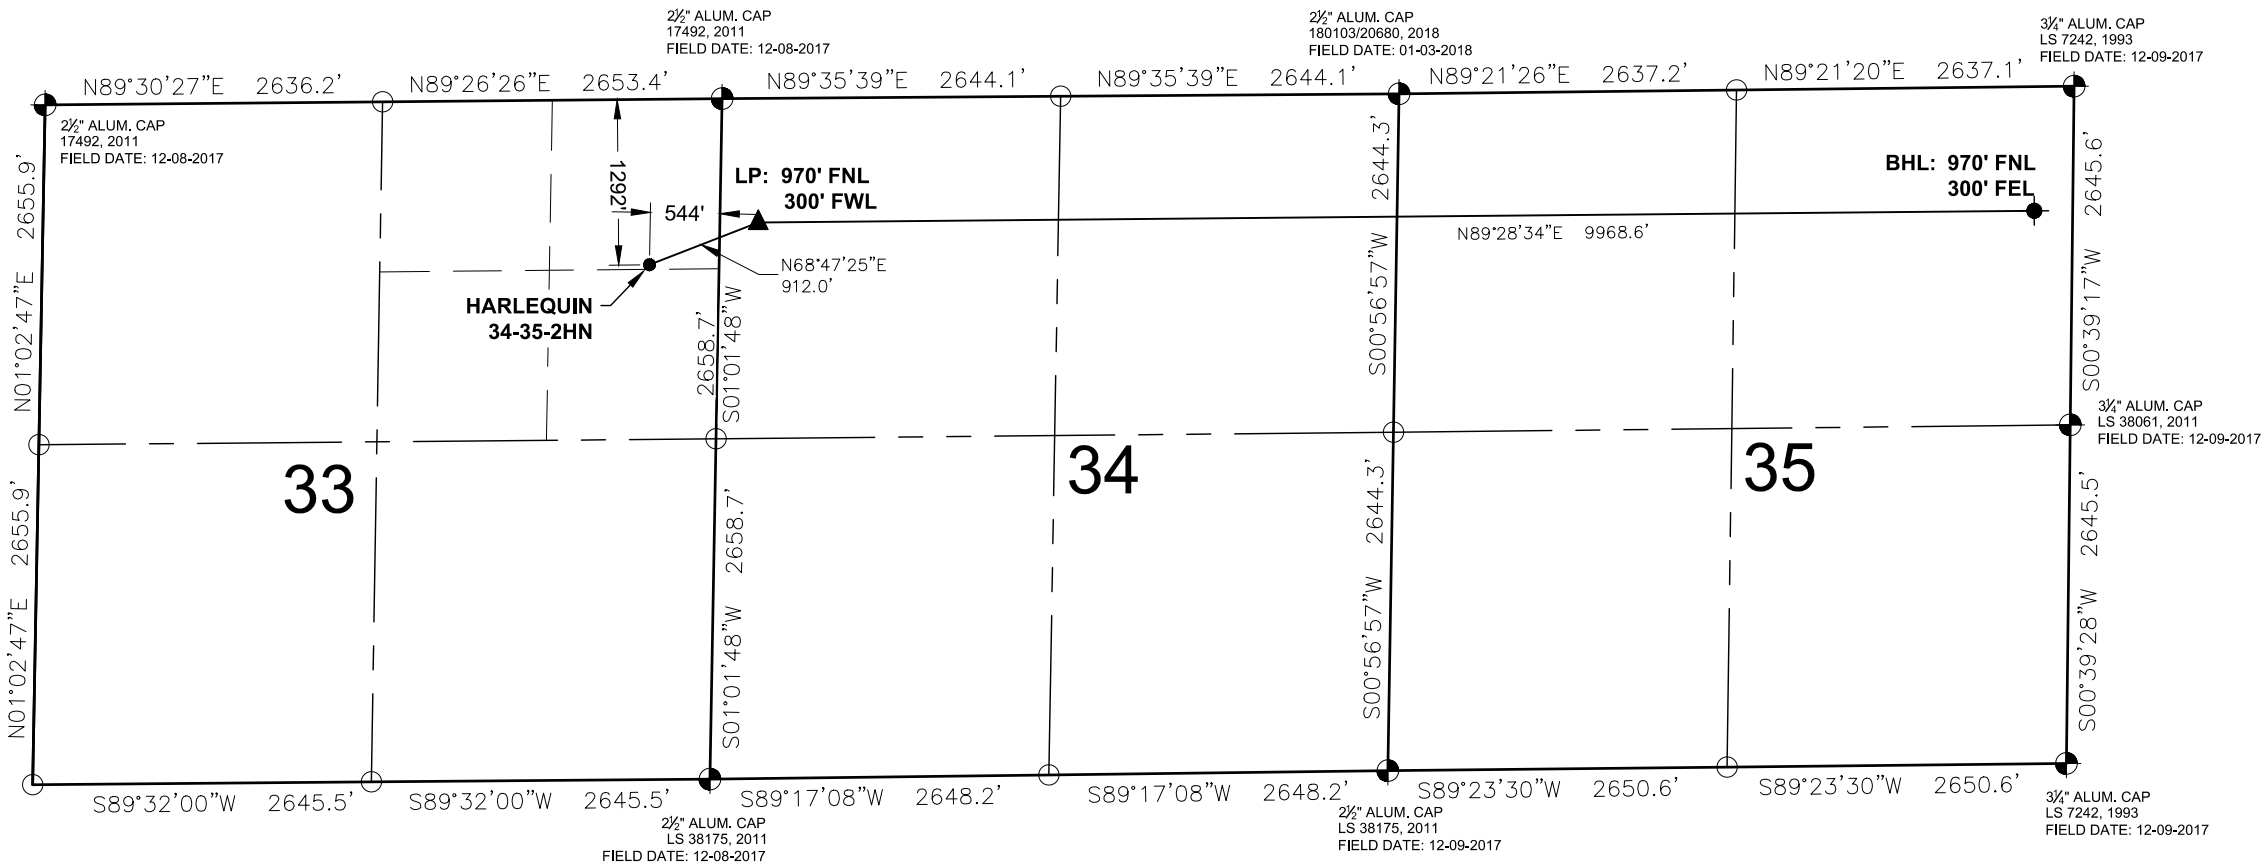 2½" ALUM. CAP
17492, 2011
FIELD DATE: 12-08-2017
2½" ALUM. CAP
180103/20680, 2018
FIELD DATE: 01-03-2018
3¼" ALUM. CAP
LS 7242, 1993
FIELD DATE: 12-09-2017
N89°30'27"E 2636.2'
N89°26'26"E 2653.4'
N89°35'39"E 2644.1'
N89°35'39"E 2644.1'
N89°21'26"E 2637.2'
N89°21'20"E 2637.1'
2½" ALUM. CAP
17492, 2011
FIELD DATE: 12-08-2017
N01°02'47"E 2655.9'
1292'
544'
LP: 970' FNL
300' FWL
BHL: 970' FNL
300' FEL
S00°56'57"W 2644.3'
S00°39'17"W 2645.6'
N89°28'34"E 9968.6'
N68°47'25"E
912.0'
HARLEQUIN
34-35-2HN
2658.7'
S01°01'48"W
3¼" ALUM. CAP
LS 38061, 2011
FIELD DATE: 12-09-2017
33
34
35
N01°02'47"E 2655.9'
S01°01'48"W 2658.7'
S00°56'57"W 2644.3'
S00°39'28"W 2645.5'
S89°32'00"W 2645.5'
S89°32'00"W 2645.5'
S89°17'08"W 2648.2'
S89°17'08"W 2648.2'
S89°23'30"W 2650.6'
S89°23'30"W 2650.6'
2½" ALUM. CAP
LS 38175, 2011
FIELD DATE: 12-08-2017
2½" ALUM. CAP
LS 38175, 2011
FIELD DATE: 12-09-2017
3¼" ALUM. CAP
LS 7242, 1993
FIELD DATE: 12-09-2017